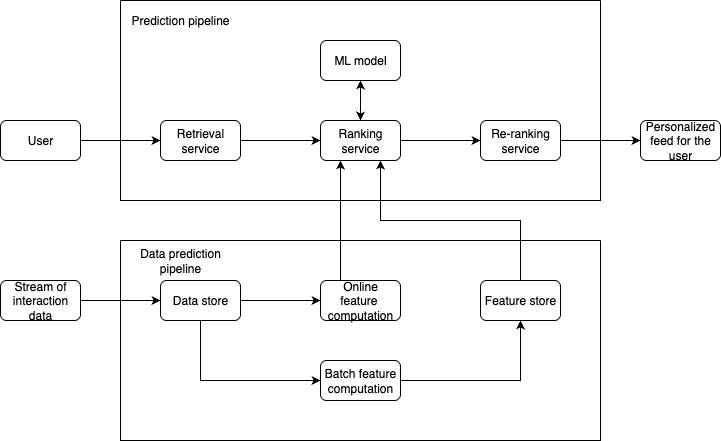 Prediction pipeline
ML model
User
Retrieval
service
Ranking
service
Re-ranking
service
Personalized
feed for the
user
Data prediction
pipeline
Stream of
interaction
data
Data store
Online
feature
computation
Feature store
Batch feature
computation